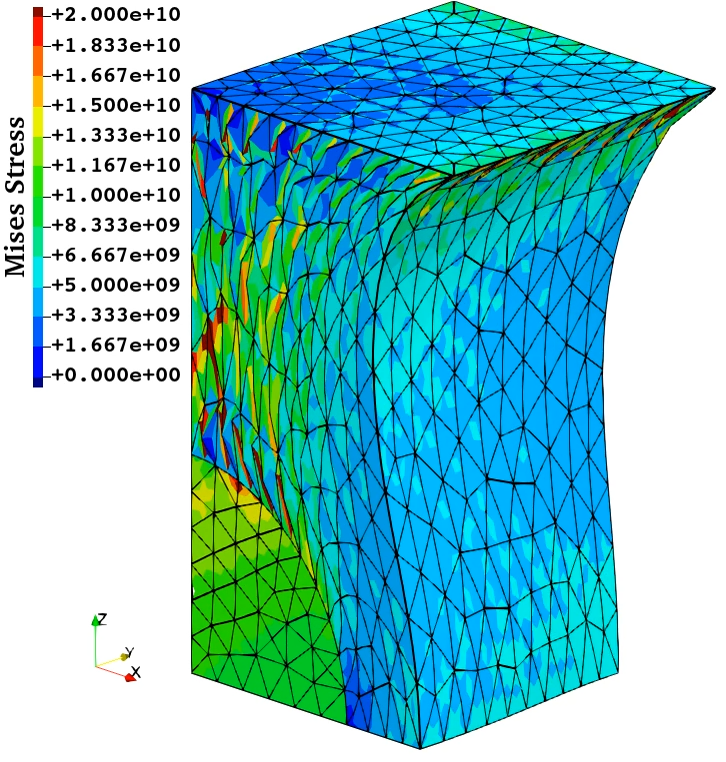 Mises Stress
+2.000e+10
+1.833e+10
+1.667e+10
+1.500e+10
+1.333e+10
+1.167e+10
+1.000e+10
+8.333e+09
+6.667e+09
+5.000e+09
+3.333e+09
+1.667e+09
+0.000e+00
Z
Y
X